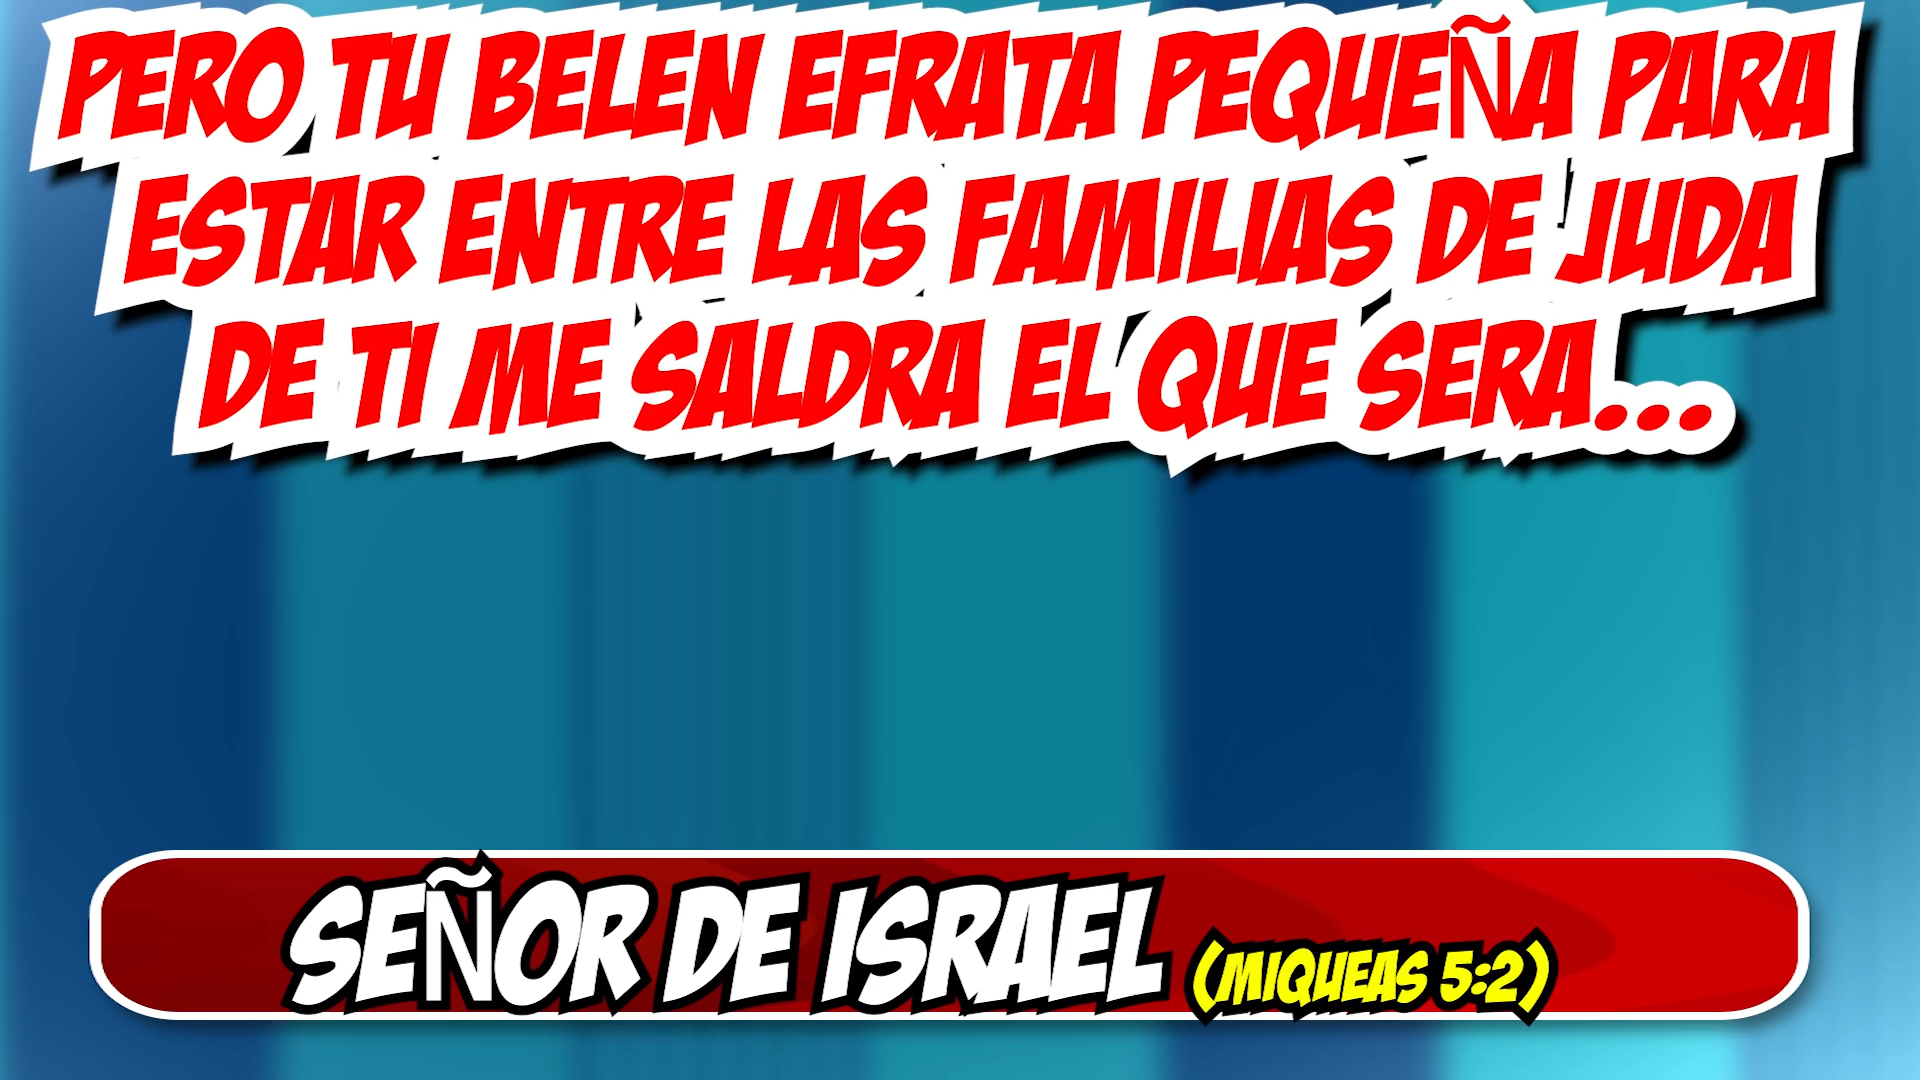 PERO TU BELEN EFRATA PEQUEÑA PARA
ESTAR ENTRE LAS FAMILIAS DE JUDA
DE TI ME SALDRA EL QUE SERA...
SEÑOR DE ISRAEL (MIQUEAS 5:2)